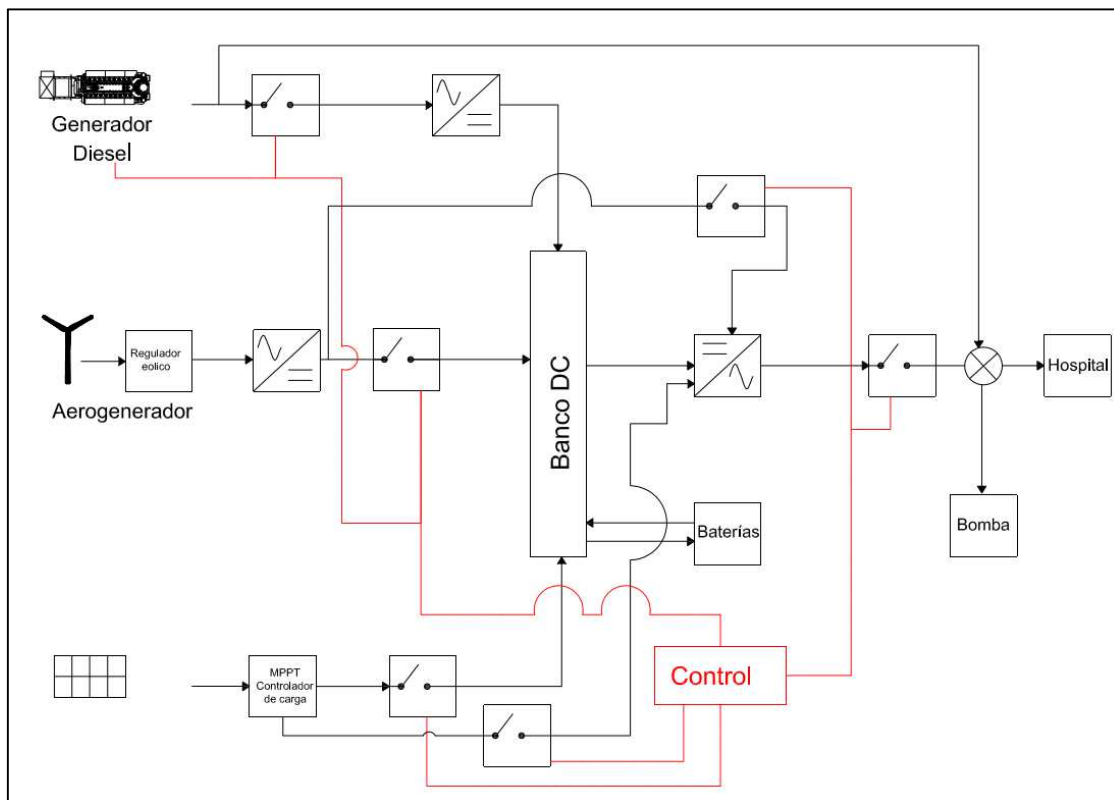 Generador
Diesel
Regulador
eolico
Aerogenerador
Banco DC
Hospital
Bomba
Baterías
MPPT
Controlador
de carga
Control